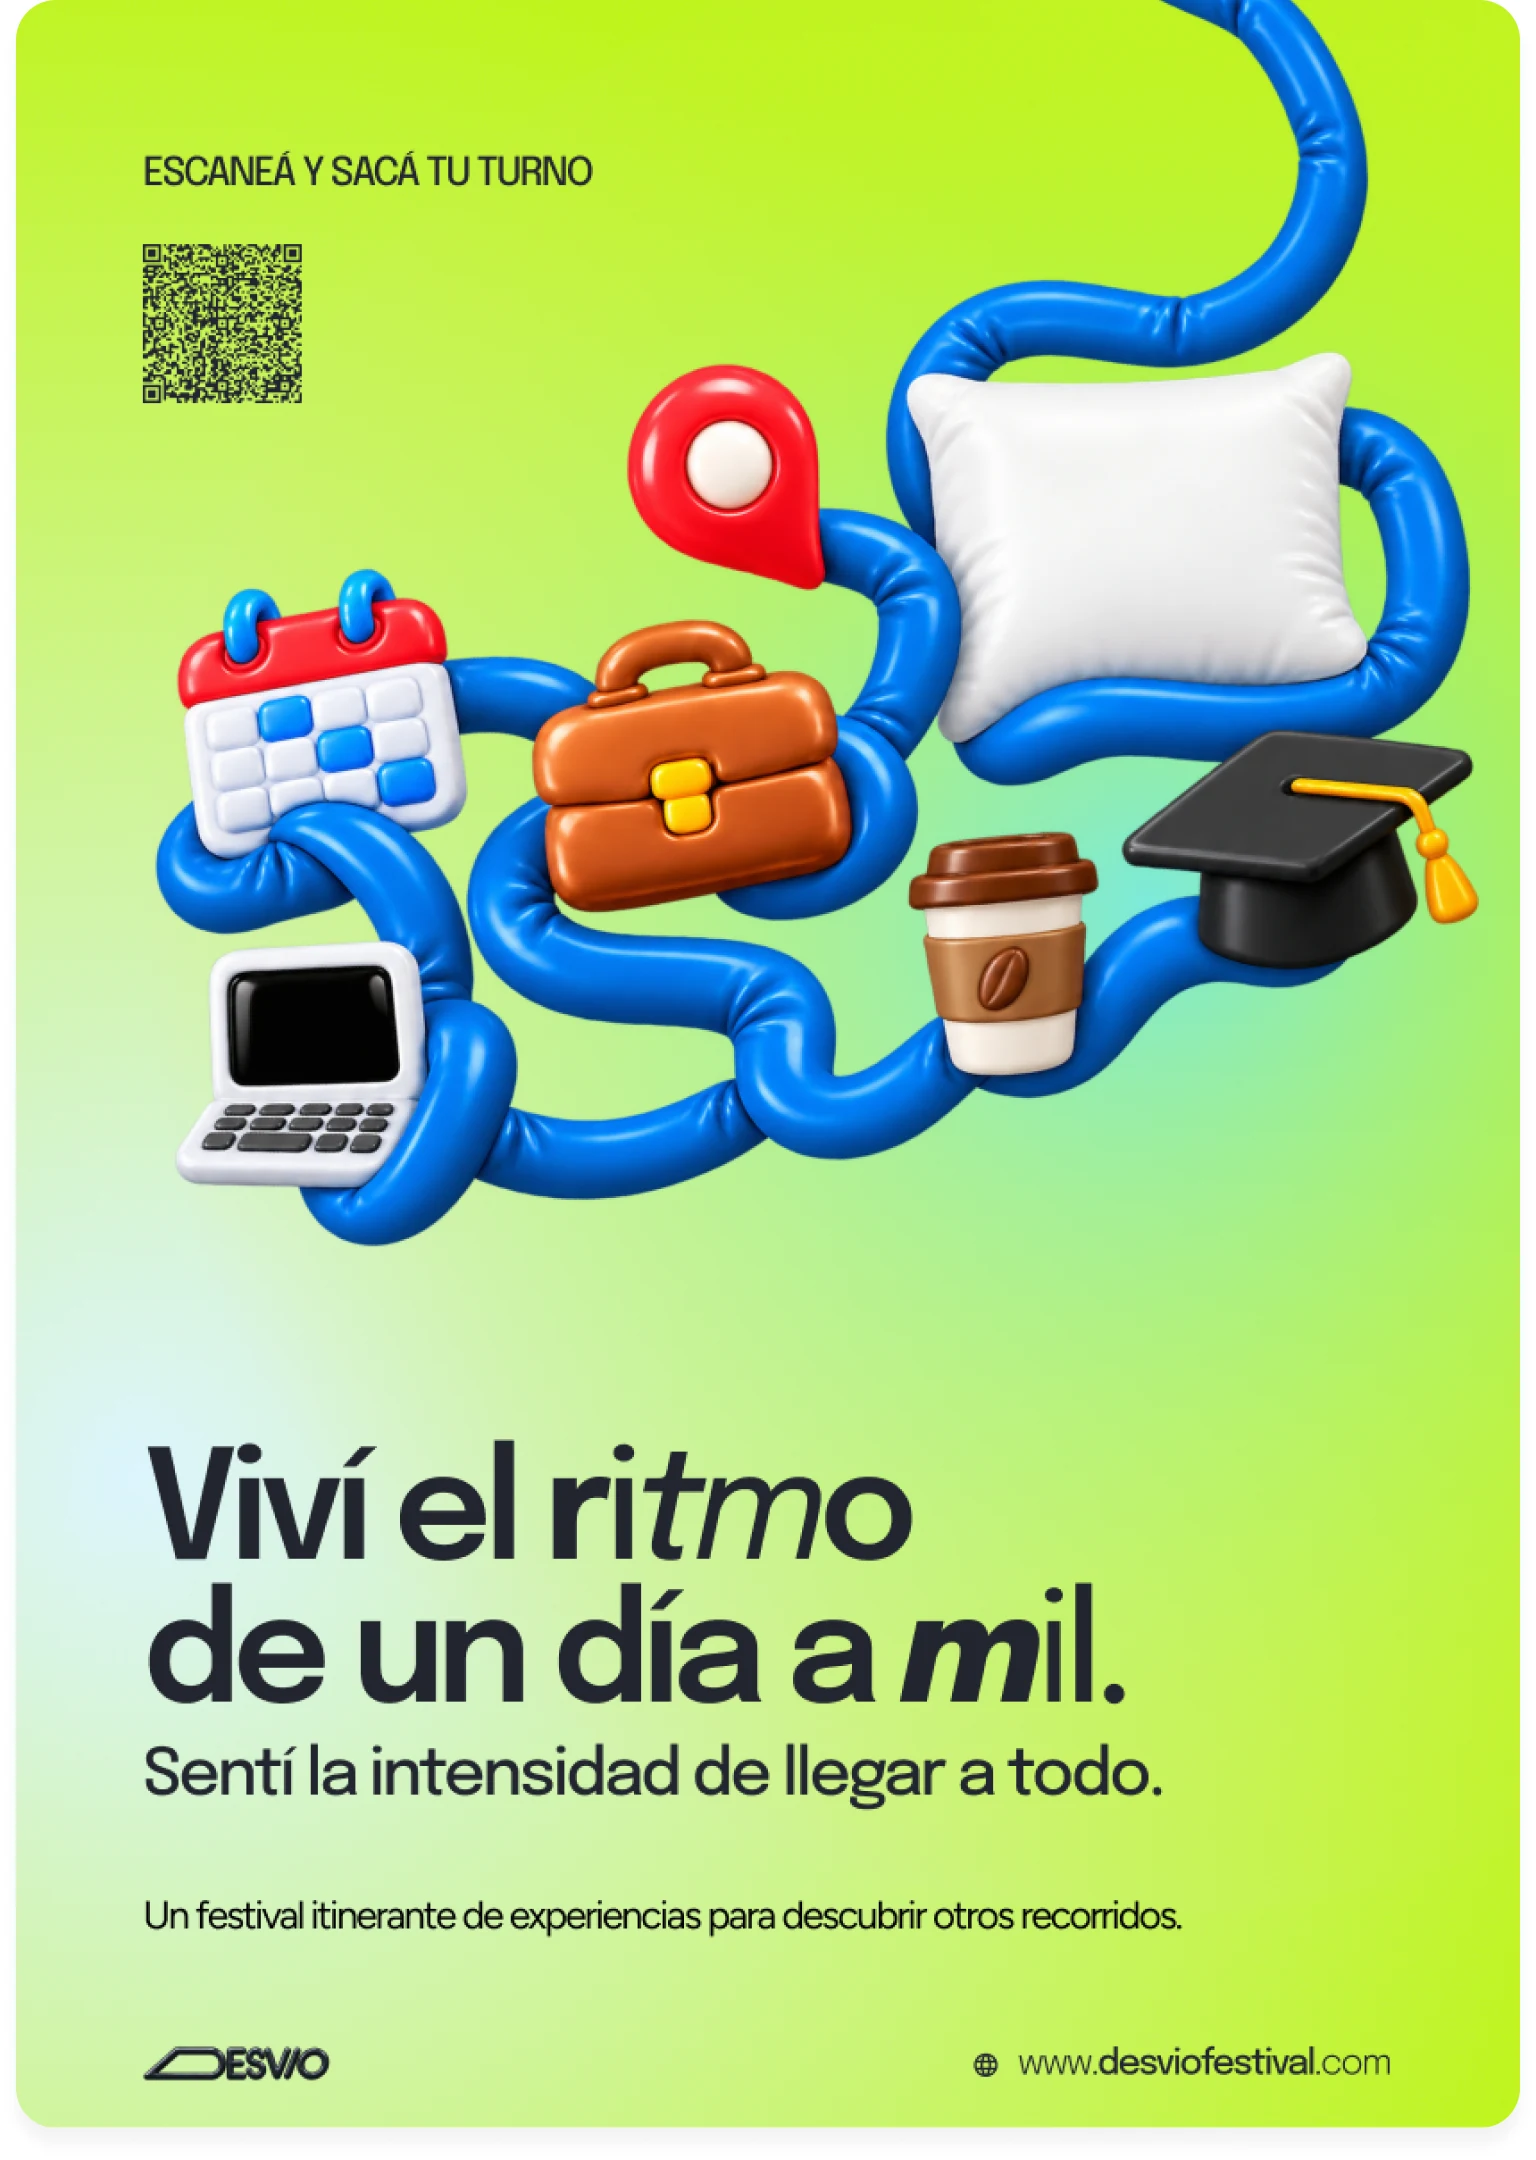 ESCANEÁ Y SACÁ TU TURNO
Viví el ritmo
de un día a mil.
Sentí la intensidad de llegar a todo.
Un festival itinerante de experiencias para descubrir otros recorridos.
DESVIO
www.desviofestival.com